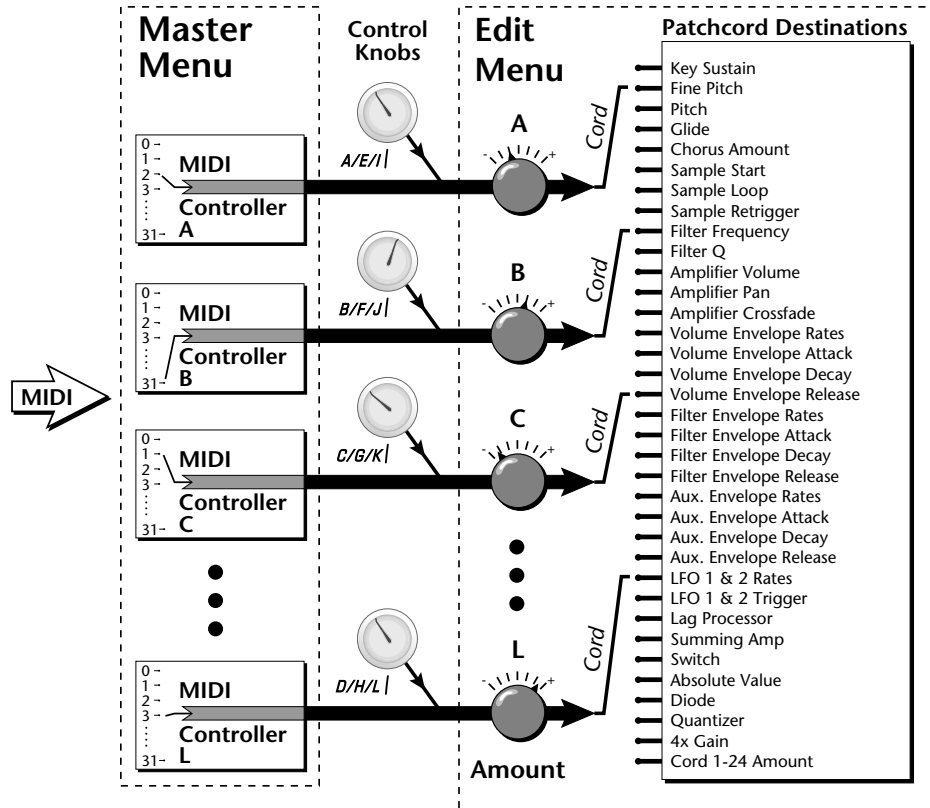 Master
Menu
Control
Knobs
Edit
Menu
Patchcord Destinations
MIDI
0
1
2
3
31
MIDI
Controller
A
A/E/I
A
- +
Cord
0
1
2
3
31
MIDI
Controller
B
B/F/J
B
- +
Cord
0
1
2
3
31
MIDI
Controller
C
C/G/K
C
- +
Cord
0
1
2
3
31
MIDI
Controller
L
D/H/L
L
- +
Cord
Amount
Key Sustain
Fine Pitch
Pitch
Glide
Chorus Amount
Sample Start
Sample Loop
Sample Retrigger
Filter Frequency
Filter Q
Amplifier Volume
Amplifier Pan
Amplifier Crossfade
Volume Envelope Rates
Volume Envelope Attack
Volume Envelope Decay
Volume Envelope Release
Filter Envelope Rates
Filter Envelope Attack
Filter Envelope Decay
Filter Envelope Release
Aux. Envelope Rates
Aux. Envelope Attack
Aux. Envelope Decay
Aux. Envelope Release
LFO 1 & 2 Rates
LFO 1 & 2 Trigger
Lag Processor
Summing Amp
Switch
Absolute Value
Diode
Quantizer
4x Gain
Cord 1-24 Amount